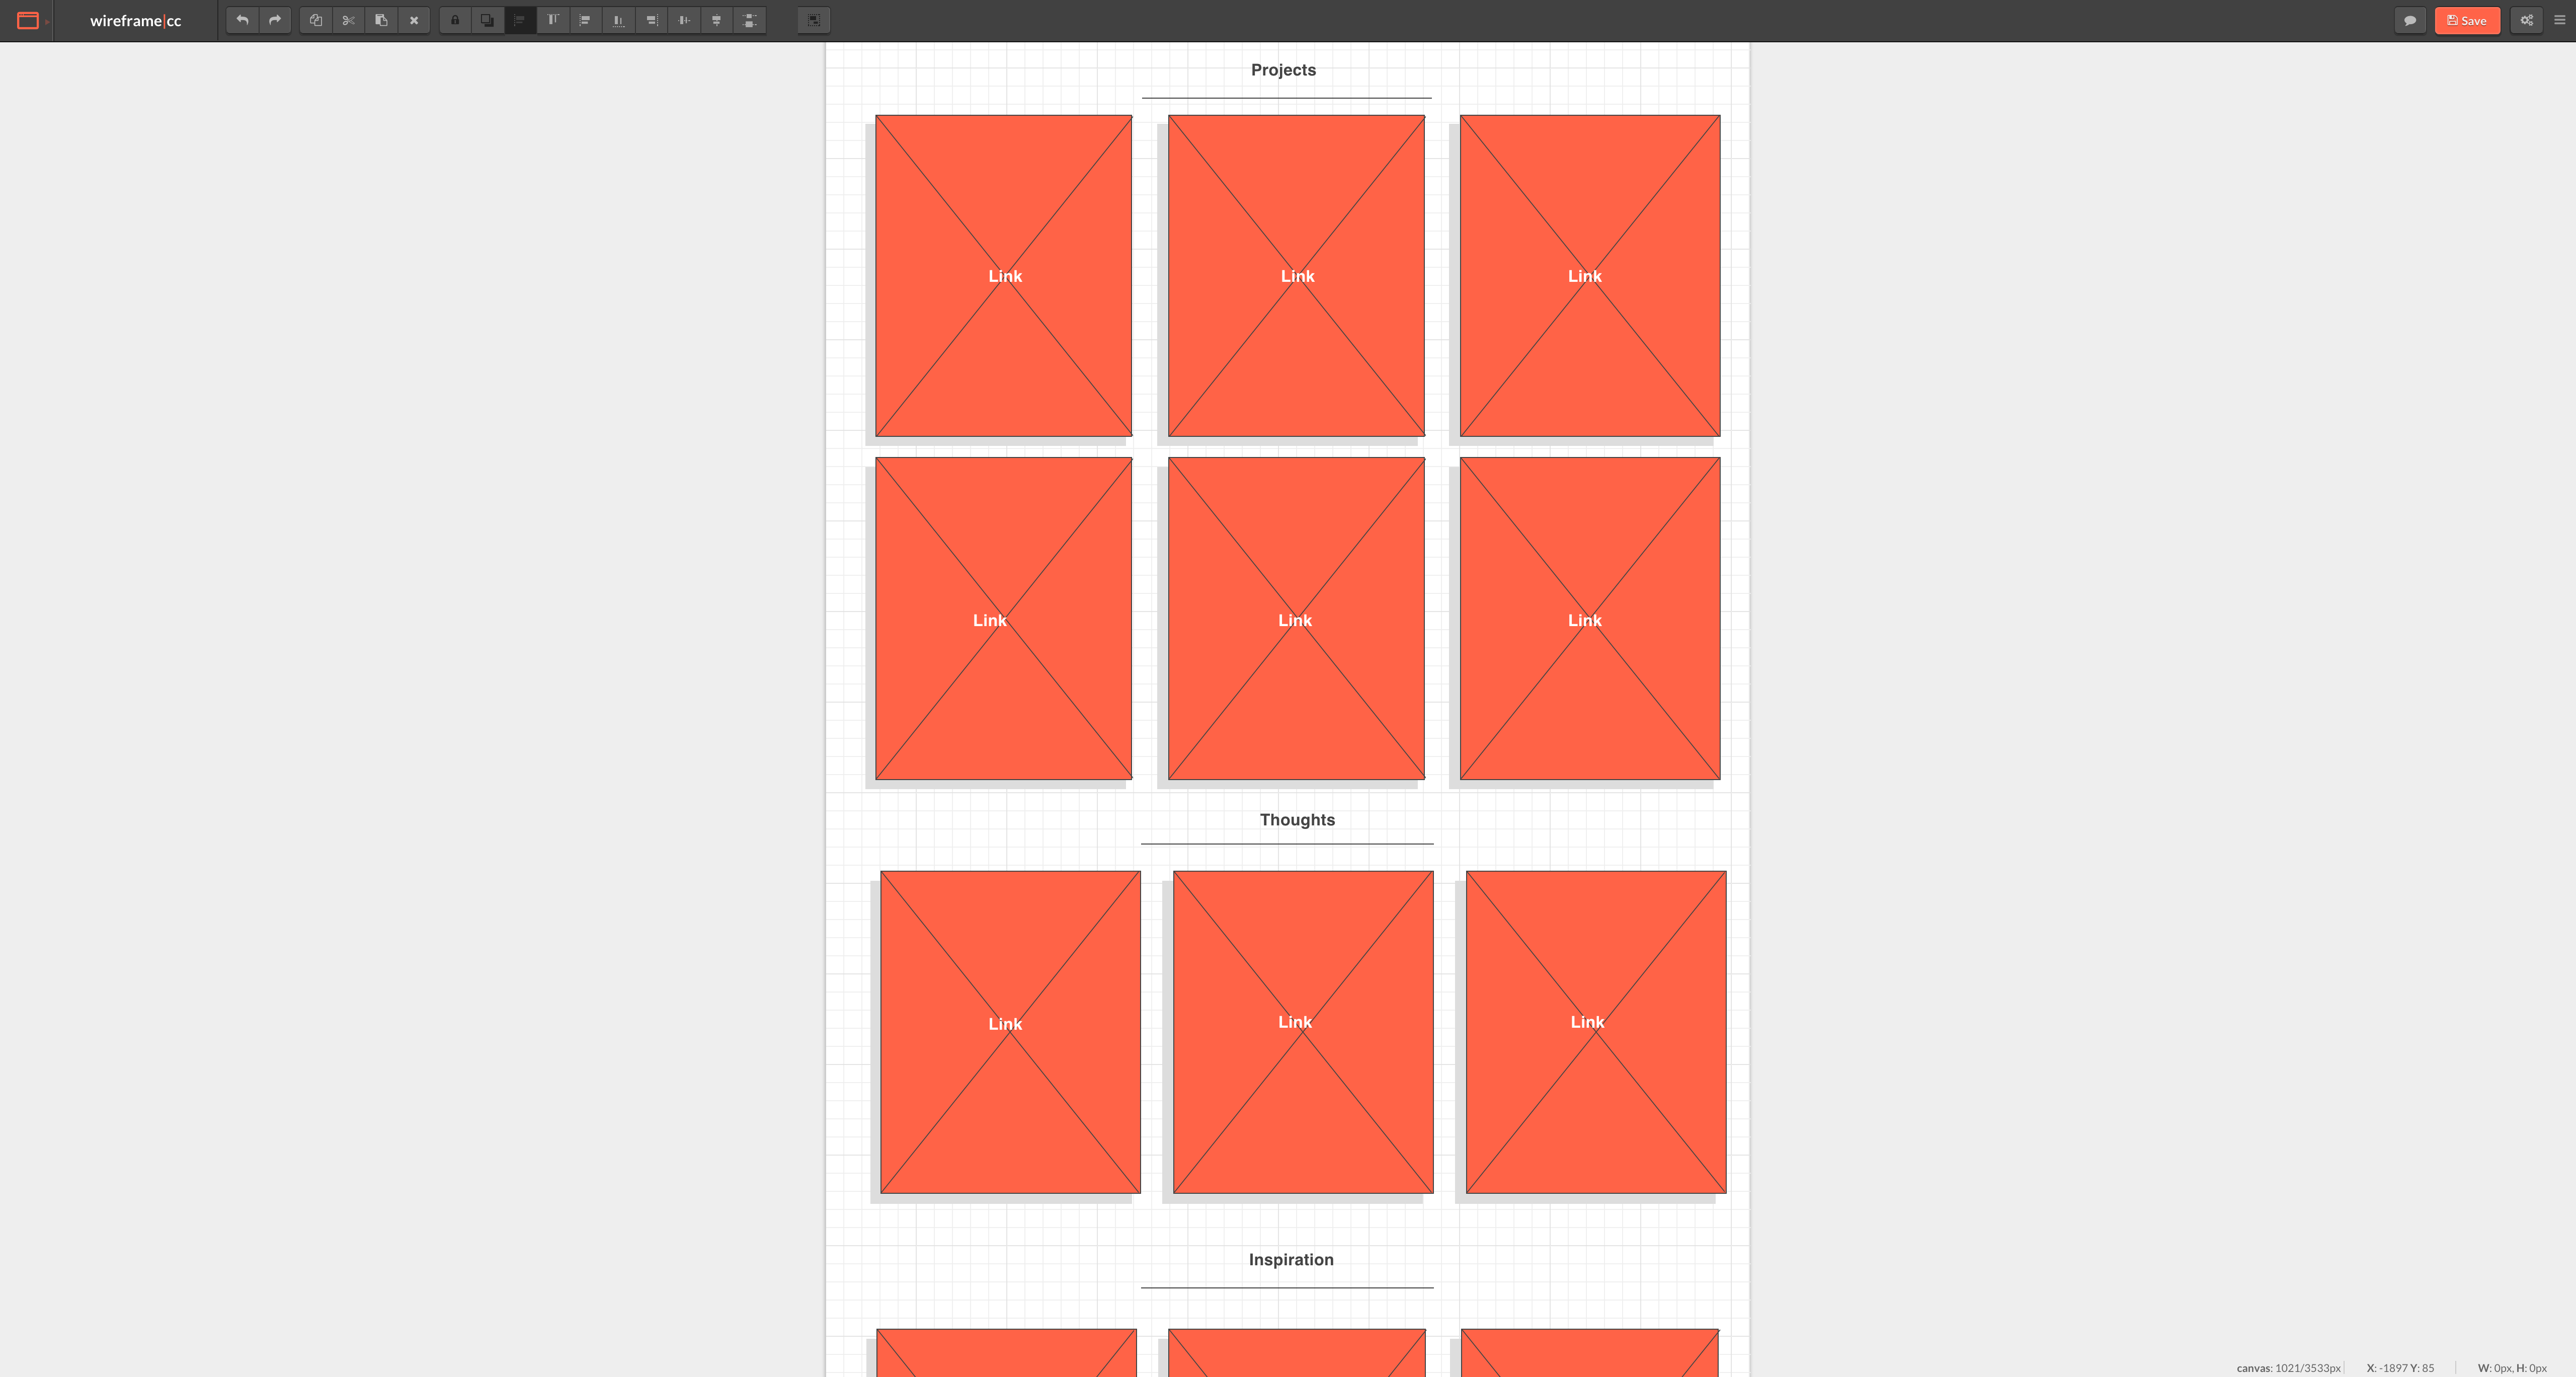 wireframe|cc
Save
Projects
Link Link Link
Link Link Link
Thoughts
Link Link Link
Inspiration
canvas: 1021/3533px X: -1897 Y: 85 W: 0px, H: 0px